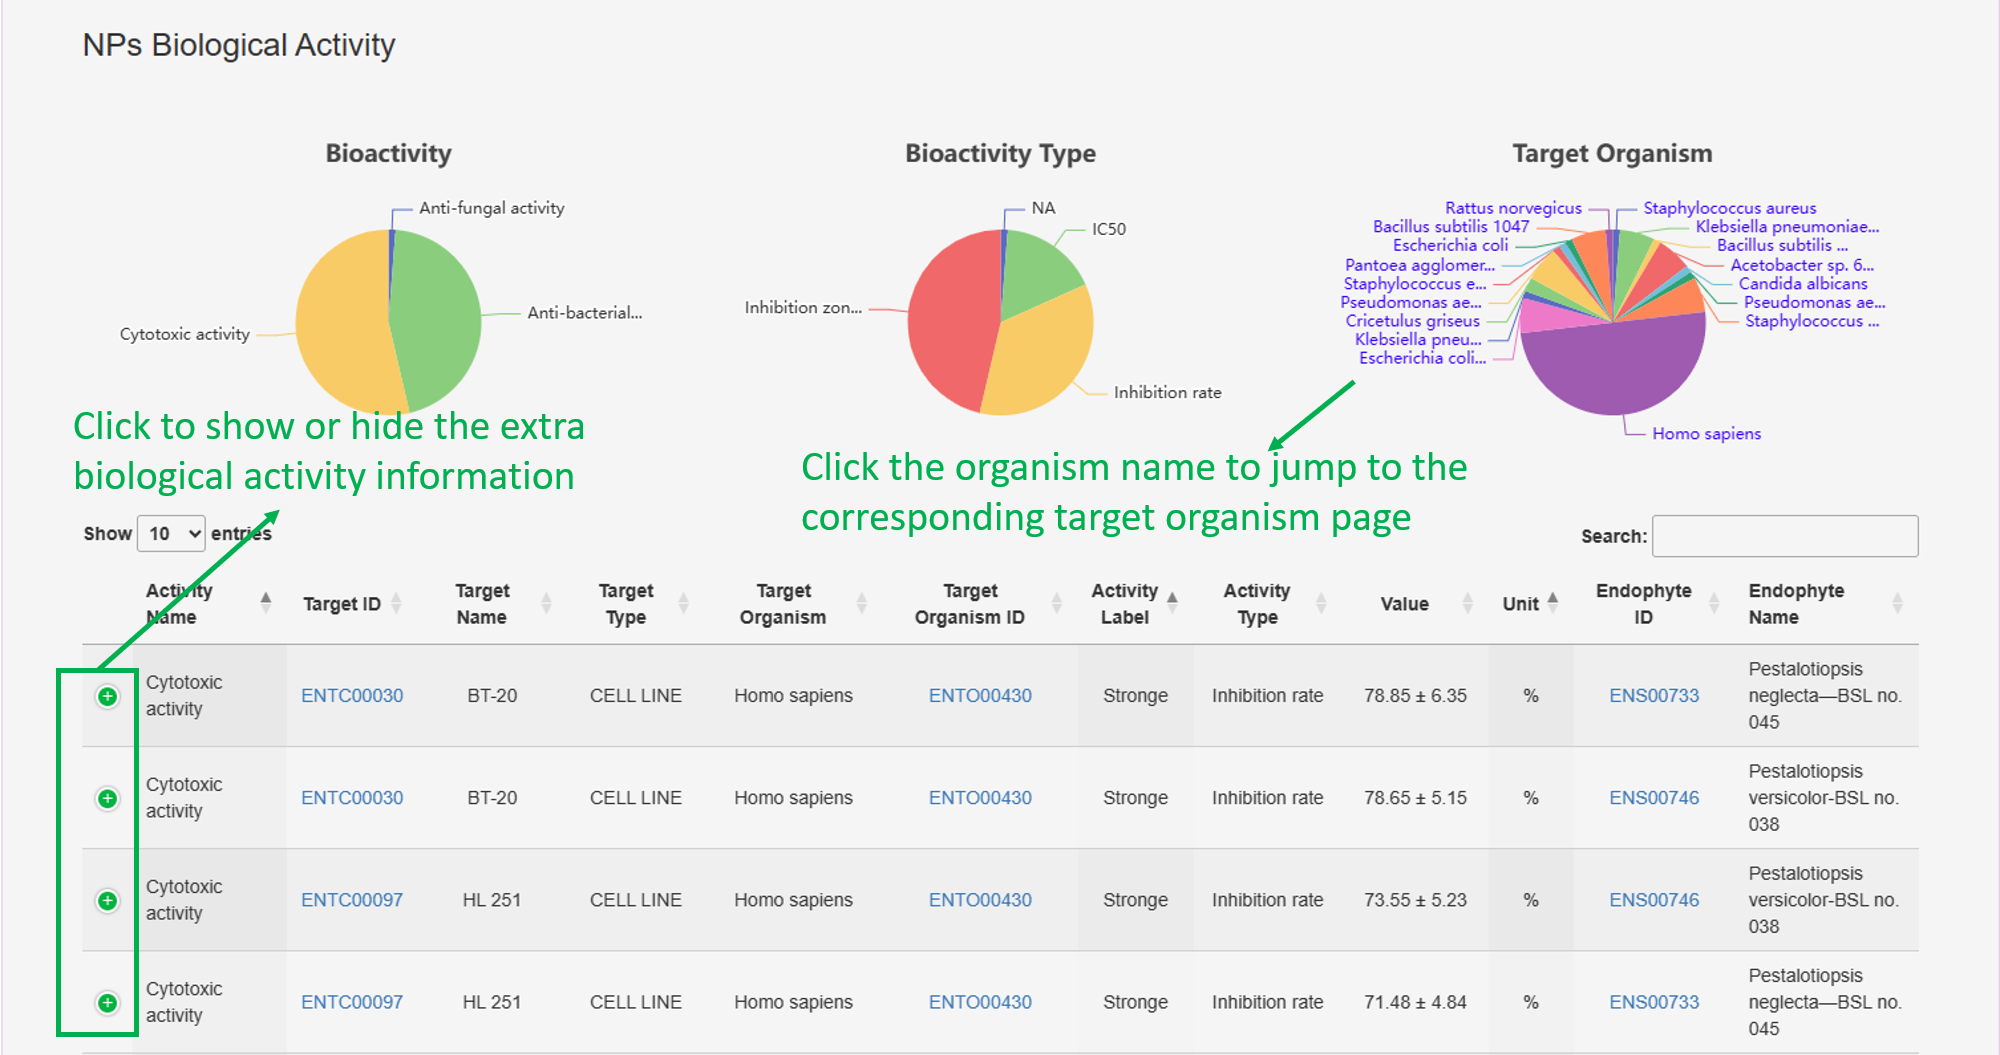 NPs Biological Activity
Bioactivity
Anti-fungal activity
Anti-bacterial...
Cytotoxic activity
Bioactivity Type
NA
IC50
Inhibition zon...
Inhibition rate
Target Organism
Rattus norvegicus
Staphylococcus aureus
Bacillus subtilis 1047
Klebsiella pneumoniae...
Escherichia coli
Bacillus subtilis ...
Pantoea agglomer...
Acetobacter sp. 6...
Staphylococcus e...
Candida albicans
Pseudomonas ae...
Pseudomonas ae...
Cricetulus griseus
Staphylococcus ...
Klebsiella pneu...
Escherichia coli...
Homo sapiens
Click to show or hide the extra
biological activity information
Click the organism name to jump to the
corresponding target organism page
Show 10 entries
Search:
Activity Name Target ID Target Name Target Type Target Organism Target Organism ID Activity Label Activity Type Value Unit Endophyte ID Endophyte Name
Cytotoxic activity ENTC00030 BT-20 CELL LINE Homo sapiens ENTO00430 Stronge Inhibition rate 78.85 ± 6.35 % ENS00733 Pestalotiopsis neglecta—BSL no. 045
Cytotoxic activity ENTC00030 BT-20 CELL LINE Homo sapiens ENTO00430 Stronge Inhibition rate 78.65 ± 5.15 % ENS00746 Pestalotiopsis versicolor-BSL no. 038
Cytotoxic activity ENTC00097 HL 251 CELL LINE Homo sapiens ENTO00430 Stronge Inhibition rate 73.55 ± 5.23 % ENS00746 Pestalotiopsis versicolor-BSL no. 038
Cytotoxic activity ENTC00097 HL 251 CELL LINE Homo sapiens ENTO00430 Stronge Inhibition rate 71.48 ± 4.84 % ENS00733 Pestalotiopsis neglecta—BSL no. 045